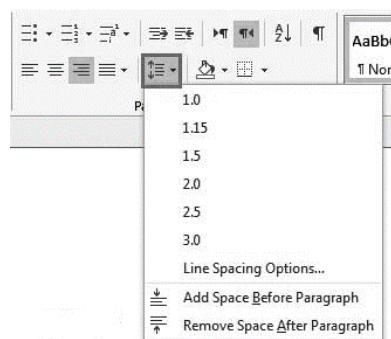 AaBb
¶ Nor
P
1.0
1.15
1.5
2.0
2.5
3.0
Line Spacing Options...
Add Space Before Paragraph
Remove Space After Paragraph